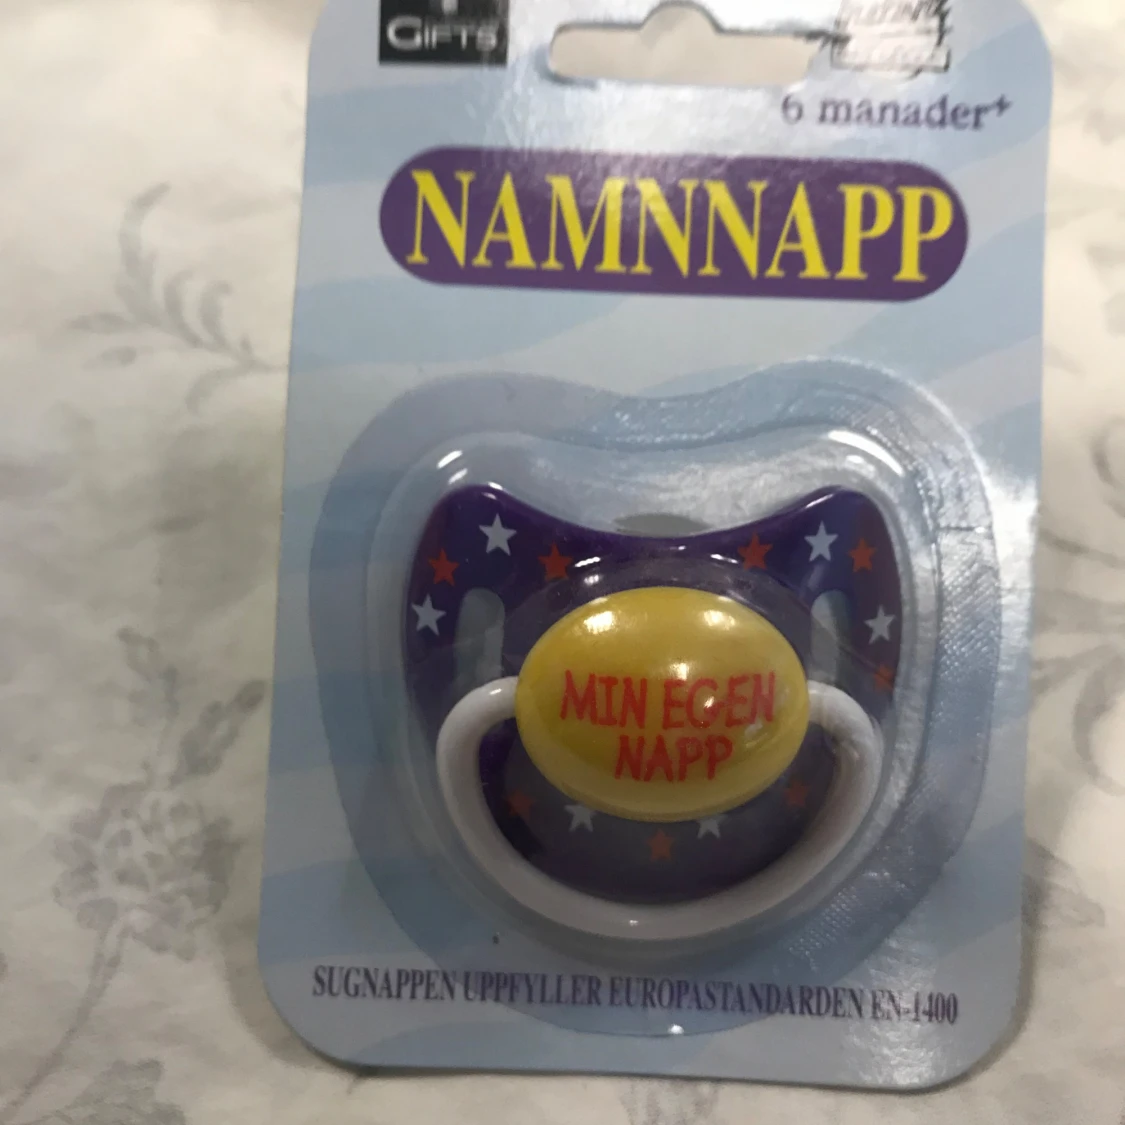 GIFTS
6 manader+
NAMNNAPP
MIN EGEN
NAPP
SUGNAPPEN UPPFYLLER EUROPASTANDARDEN EN-1400